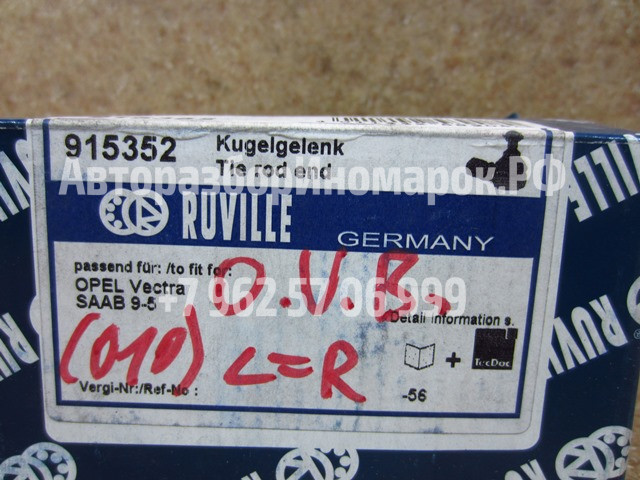 915352
Kugelgelenk
Tie rod end
АвторазборИномарок.РФ
RUVILLE
GERMANY
passend für: /to fit for:
OPEL Vectra
SAAB 9-5
O.V.B.
+7 962 57 06 999
Detail information s.
(010)
L=R
+
TecDoc
Vergl-Nr:/Ref-No :
-56
RUVILLE
RUVILLE